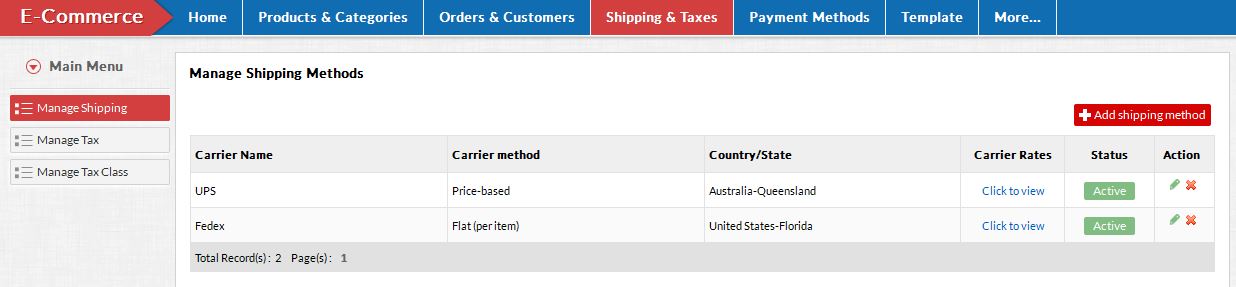 E-Commerce Home Products & Categories Orders & Customers Shipping & Taxes Payment Methods Template More...
Main Menu
Manage Shipping
Manage Tax
Manage Tax Class
Manage Shipping Methods
Add shipping method
Carrier Name Carrier method Country/State Carrier Rates Status Action
UPS Price-based Australia-Queensland Click to view Active
Fedex Flat (per item) United States-Florida Click to view Active
Total Record(s) : 2 Page(s) : 1